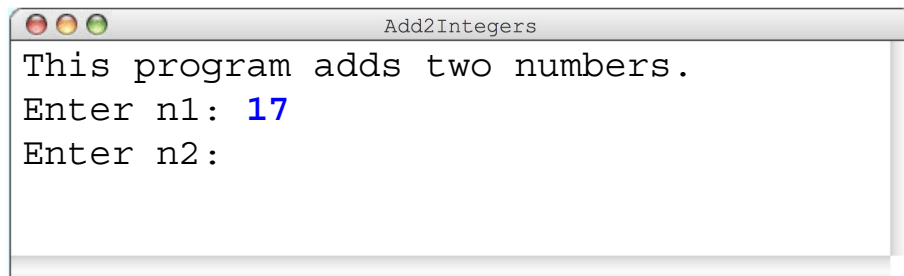 Add2Integers
This program adds two numbers.
Enter n1: 17
Enter n2: